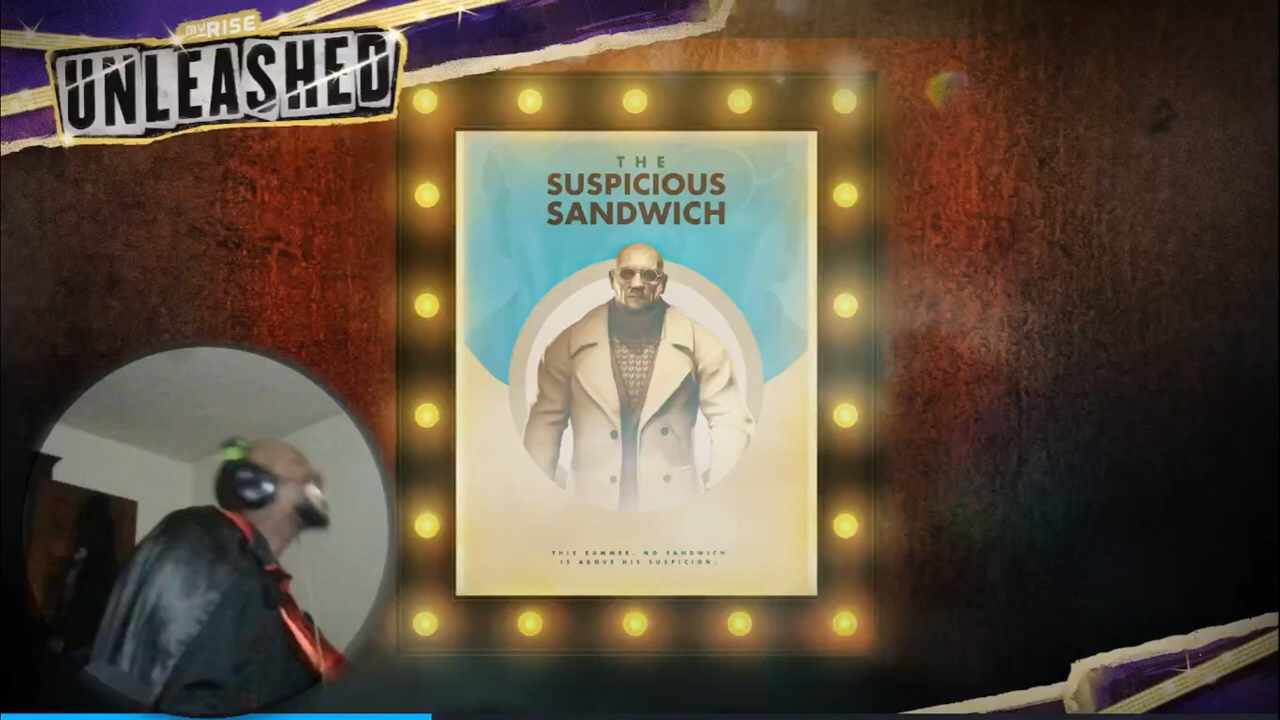 MyRISE
UNLEASHED
THE
SUSPICIOUS
SANDWICH
THIS SUMMER. NO SANDWICH
IS ABOVE HIS SUSPICION.